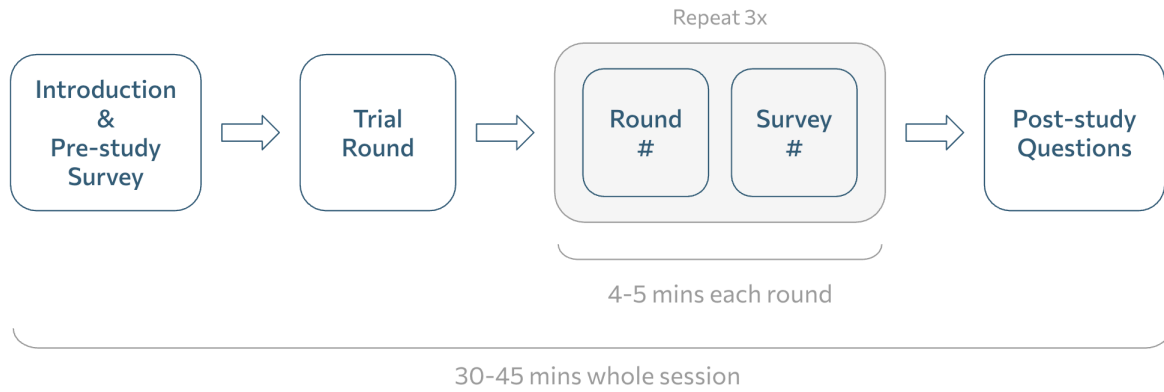 Repeat 3x
Introduction
&
Pre-study
Survey
Trial
Round
Round
#
Survey
#
Post-study
Questions
4-5 mins each round
30-45 mins whole session